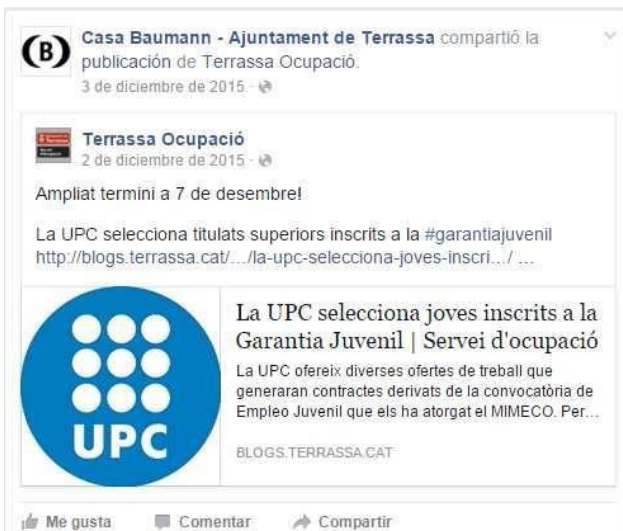 (B)
Casa Baumann - Ajuntament de Terrassa compartió la
publicación de Terrassa Ocupació.
3 de diciembre de 2015 ·
Terrassa Ocupació
2 de diciembre de 2015 ·
Ampliat termini a 7 de desembre!
La UPC selecciona titulats superiors inscrits a la #garantiajuvenil
http://blogs.terrassa.cat/…/la-upc-selecciona-joves-inscri…/ …
UPC
La UPC selecciona joves inscrits a la
Garantia Juvenil | Servei d'ocupació
La UPC ofereix diverses ofertes de treball que
generaran contractes derivats de la convocatòria de
Empleo Juvenil que els ha atorgat el MIMECO. Per…
BLOGS.TERRASSA.CAT
Me gusta Comentar Compartir